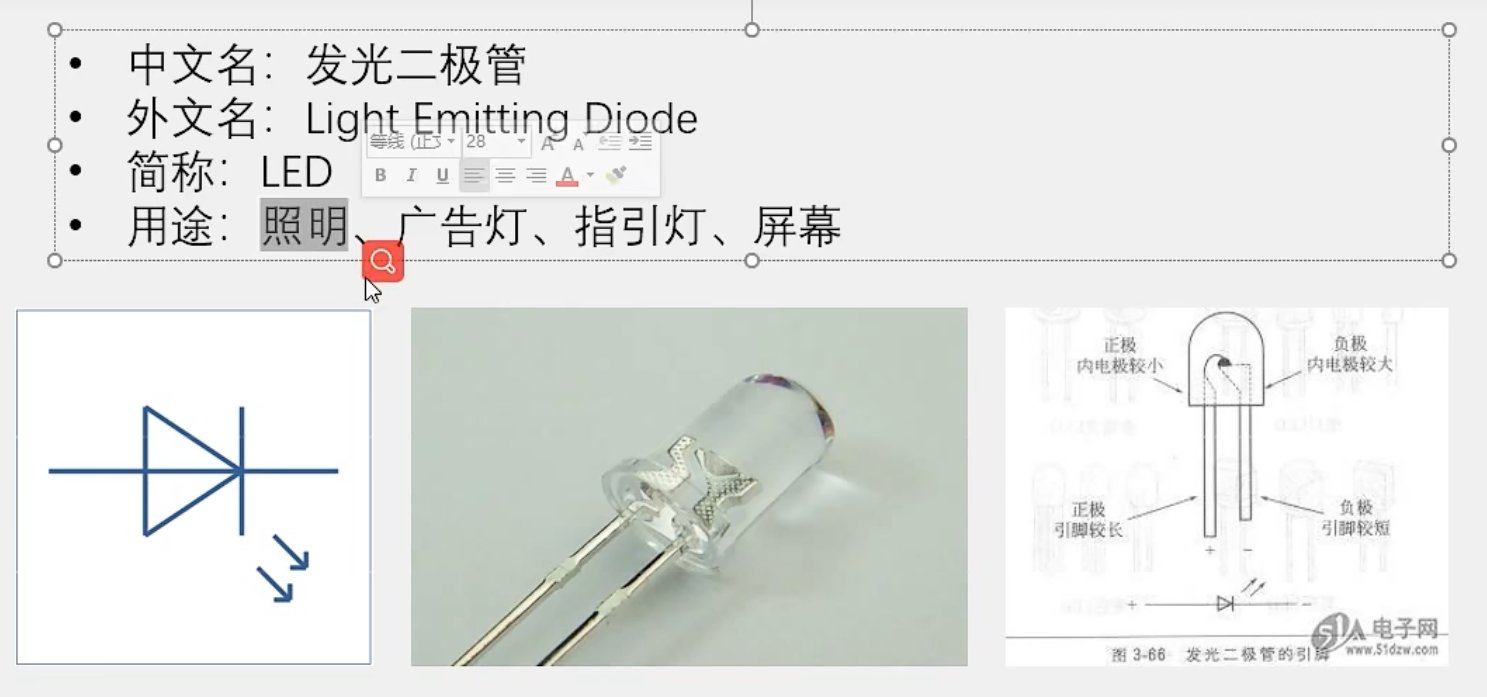 • 中文名：发光二极管
• 外文名：Light Emitting Diode
等线 (正文 28 A A
• 简称：LED
B I U A
• 用途：照明、广告灯、指引灯、屏幕
正极
内电极较小
负极
内电极较大
正极
引脚较长
负极
引脚较短
+ −
+ −
图 3-66 发光二极管的引脚
51A 电子网
www.51dzw.com